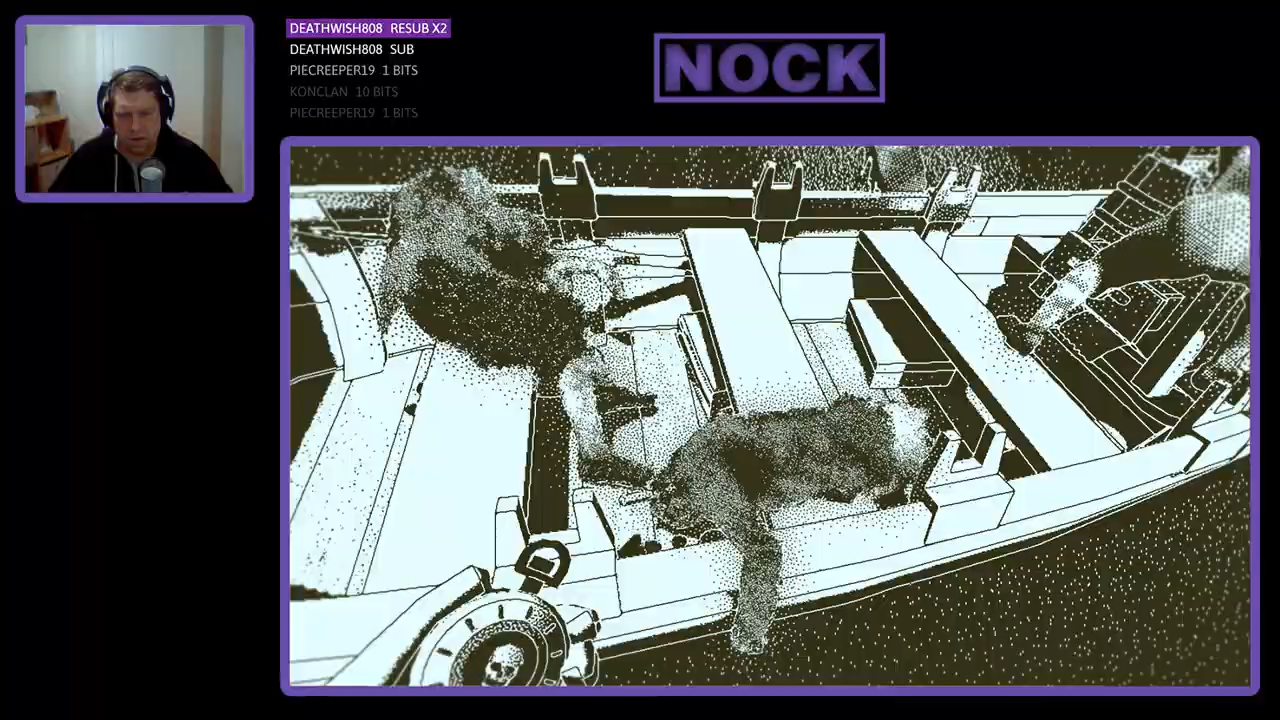 DEATHWISH808 RESUB X2
DEATHWISH808 SUB
PIECREEPER19 1 BITS
KONCLAN 10 BITS
PIECREEPER19 1 BITS
NOCK